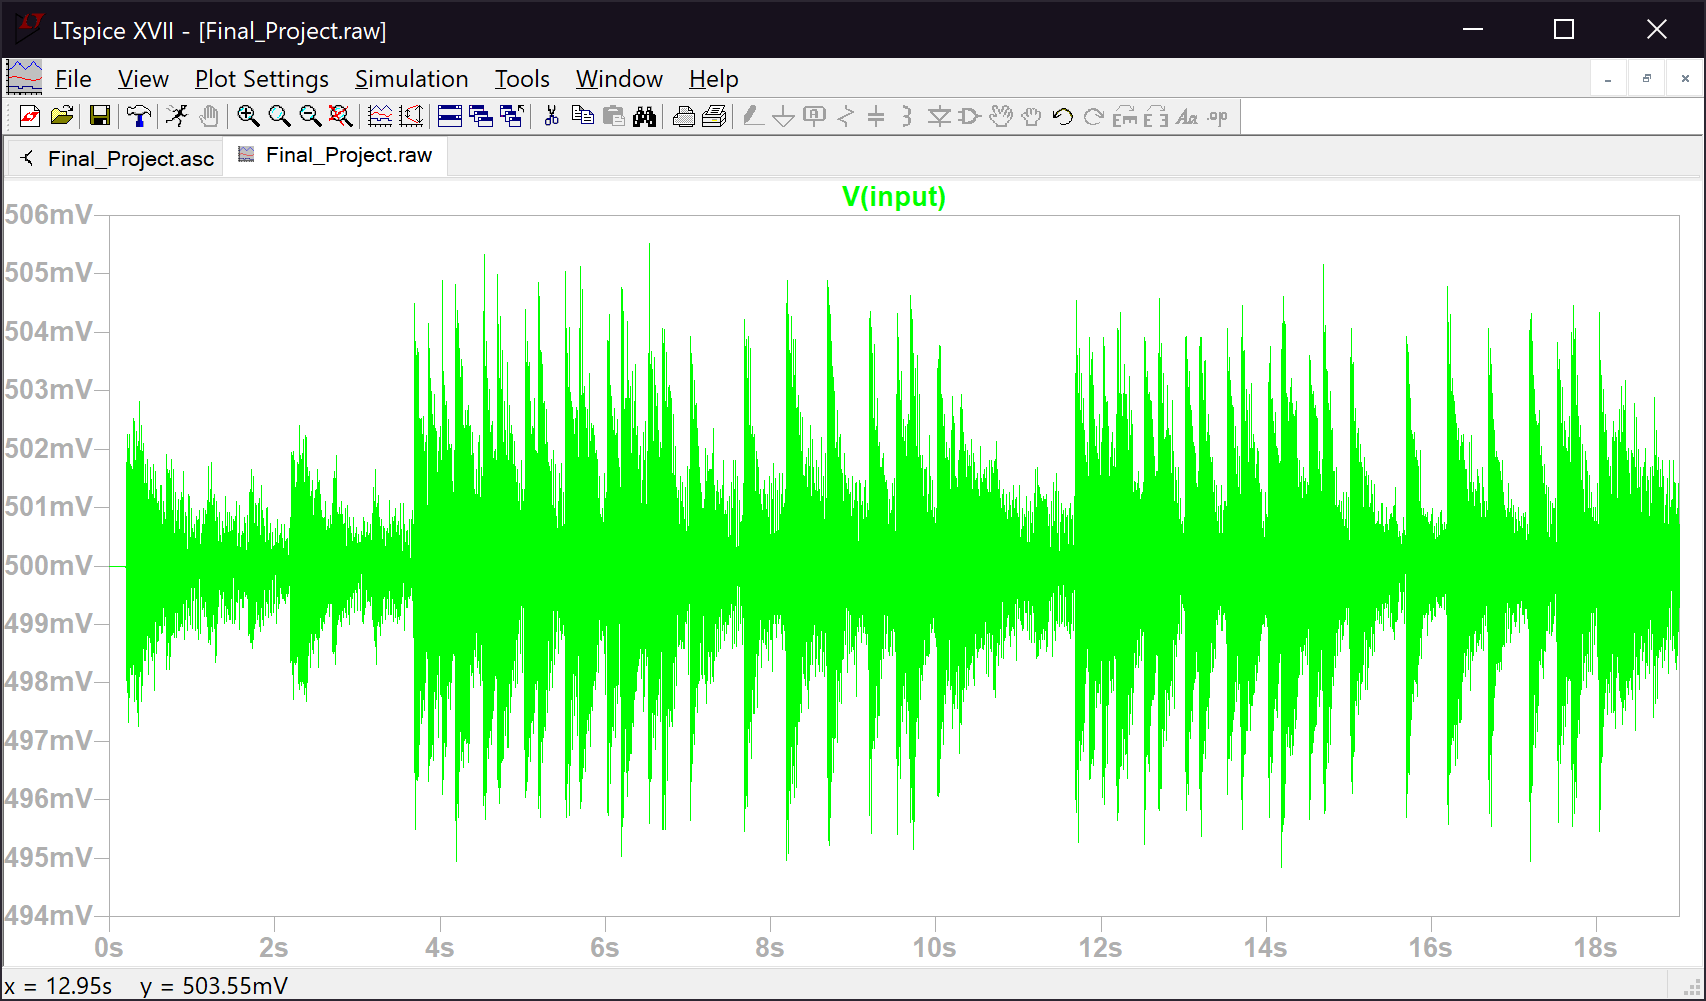 LTspice XVII - [Final_Project.raw]
File View Plot Settings Simulation Tools Window Help
Final_Project.asc Final_Project.raw
V(input)
506mV
505mV
504mV
503mV
502mV
501mV
500mV
499mV
498mV
497mV
496mV
495mV
494mV
0s 2s 4s 6s 8s 10s 12s 14s 16s 18s
x = 12.95s y = 503.55mV